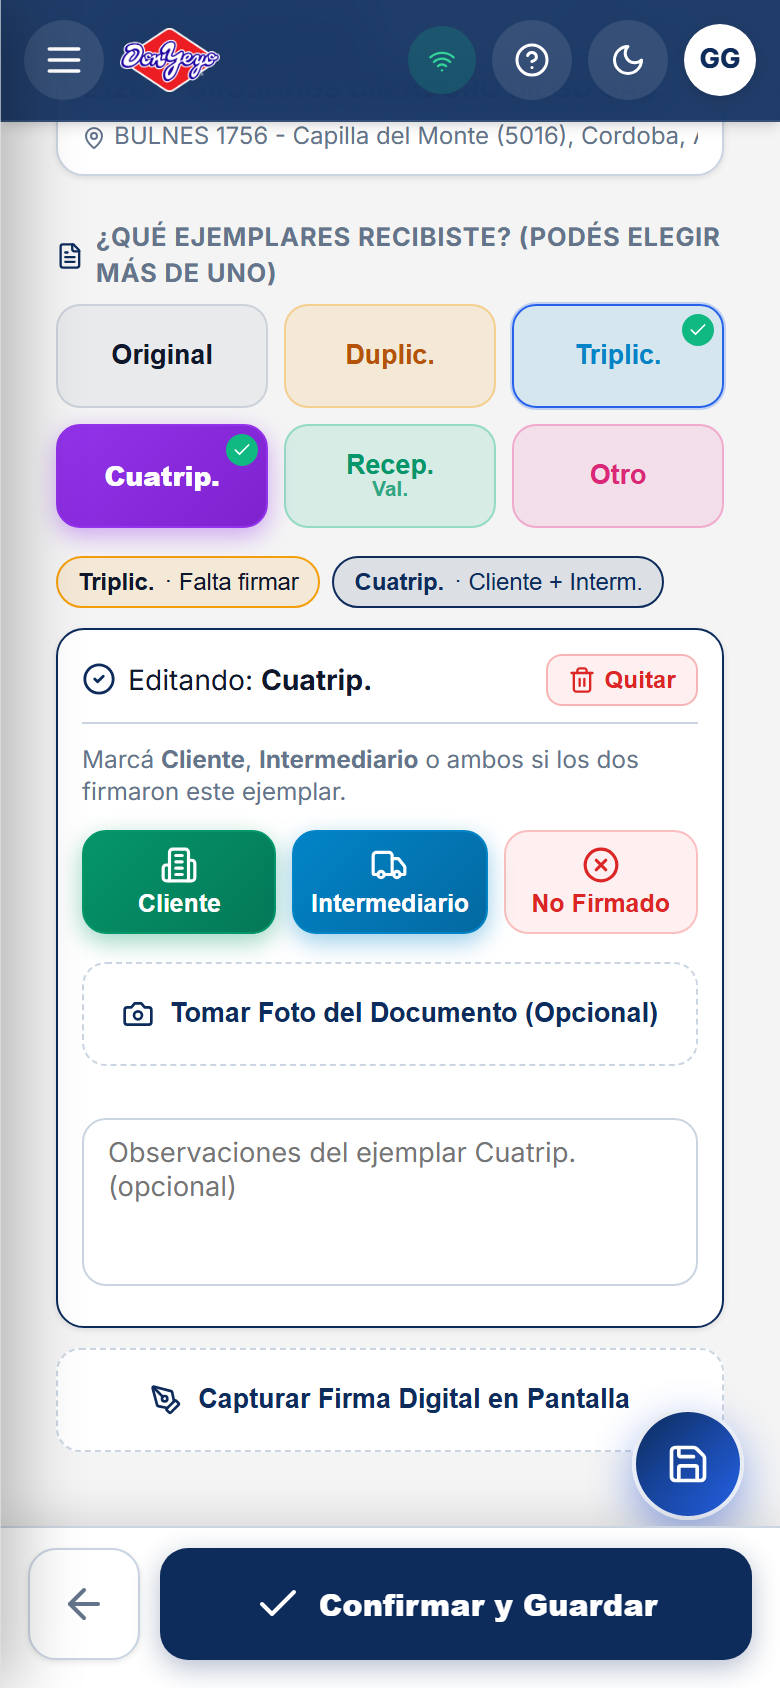 DonYeyo
GG
BULNES 1756 - Capilla del Monte (5016), Cordoba,
¿QUÉ EJEMPLARES RECIBISTE? (PODÉS ELEGIR
MÁS DE UNO)
Original
Duplic.
Triplic.
Cuatrip.
Recep.
Val.
Otro
Triplic. · Falta firmar
Cuatrip. · Cliente + Interm.
Editando: Cuatrip.
Quitar
Marcá Cliente, Intermediario o ambos si los dos
firmaron este ejemplar.
Cliente
Intermediario
No Firmado
Tomar Foto del Documento (Opcional)
Observaciones del ejemplar Cuatrip.
(opcional)
Capturar Firma Digital en Pantalla
Confirmar y Guardar